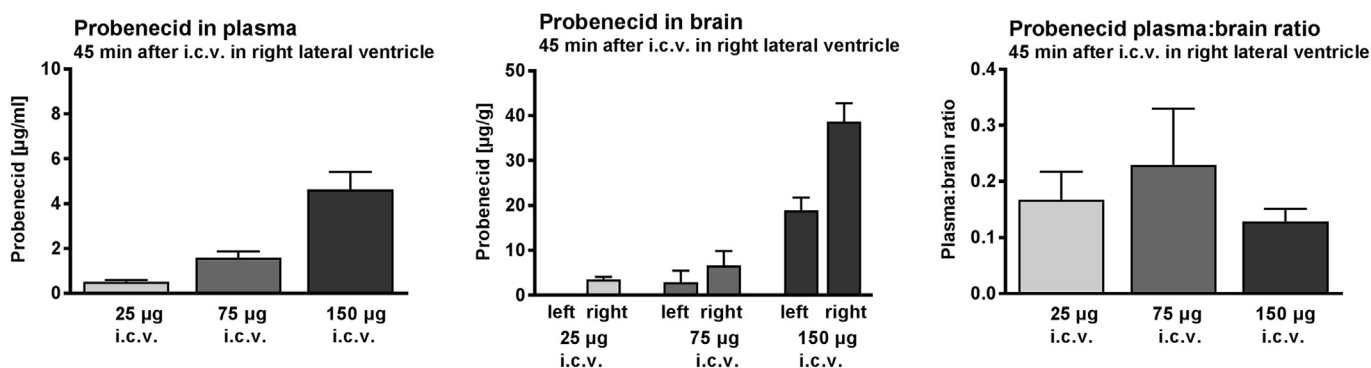 Probenecid in plasma
45 min after i.c.v. in right lateral ventricle
Probenecid [µg/ml]
10
8
6
4
2
0
25 µg 75 µg 150 µg
i.c.v. i.c.v. i.c.v.
Probenecid in brain
45 min after i.c.v. in right lateral ventricle
Probenecid [µg/g]
50
40
30
20
10
0
left right left right left right
25 µg 75 µg 150 µg
i.c.v. i.c.v. i.c.v.
Probenecid plasma:brain ratio
45 min after i.c.v. in right lateral ventricle
Plasma:brain ratio
0.4
0.3
0.2
0.1
0.0
25 µg 75 µg 150 µg
i.c.v. i.c.v. i.c.v.